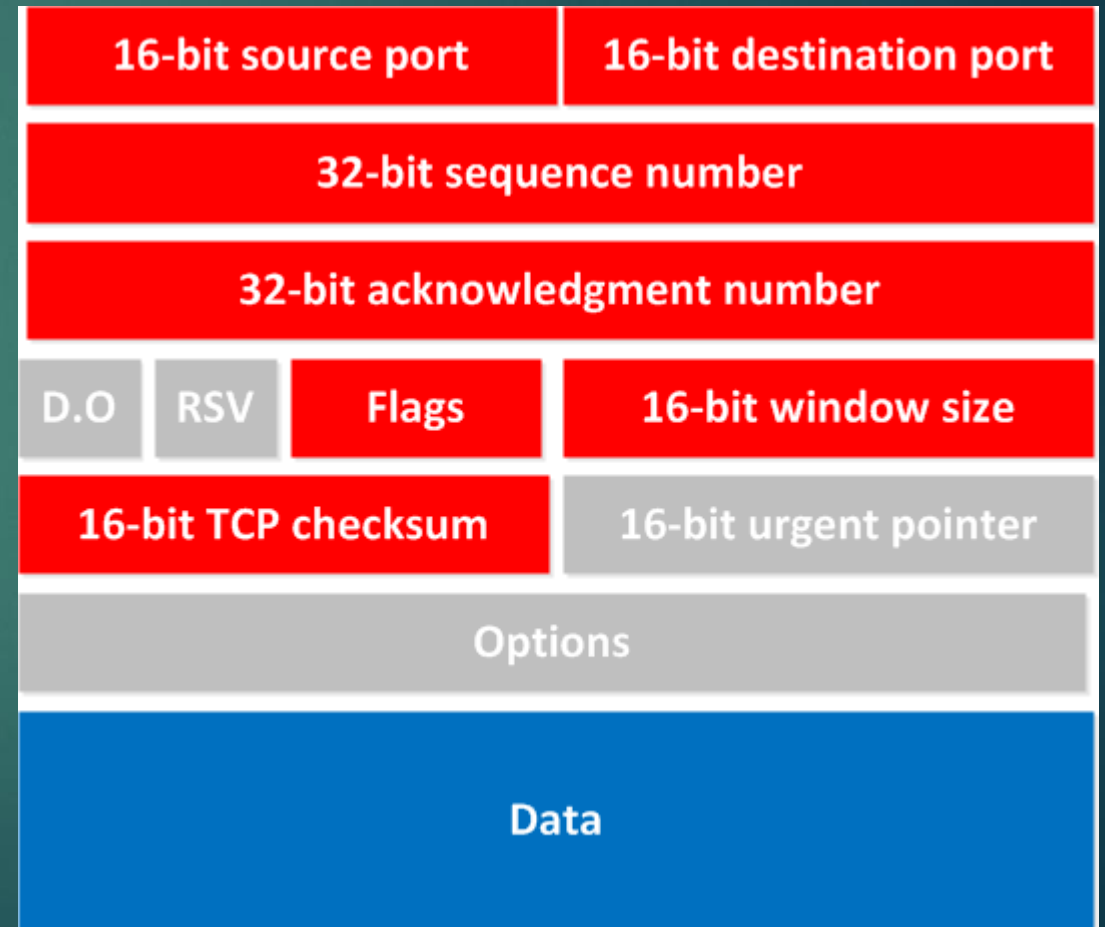 16-bit source port
16-bit destination port
32-bit sequence number
32-bit acknowledgment number
D.O
RSV
Flags
16-bit window size
16-bit TCP checksum
16-bit urgent pointer
Options
Data